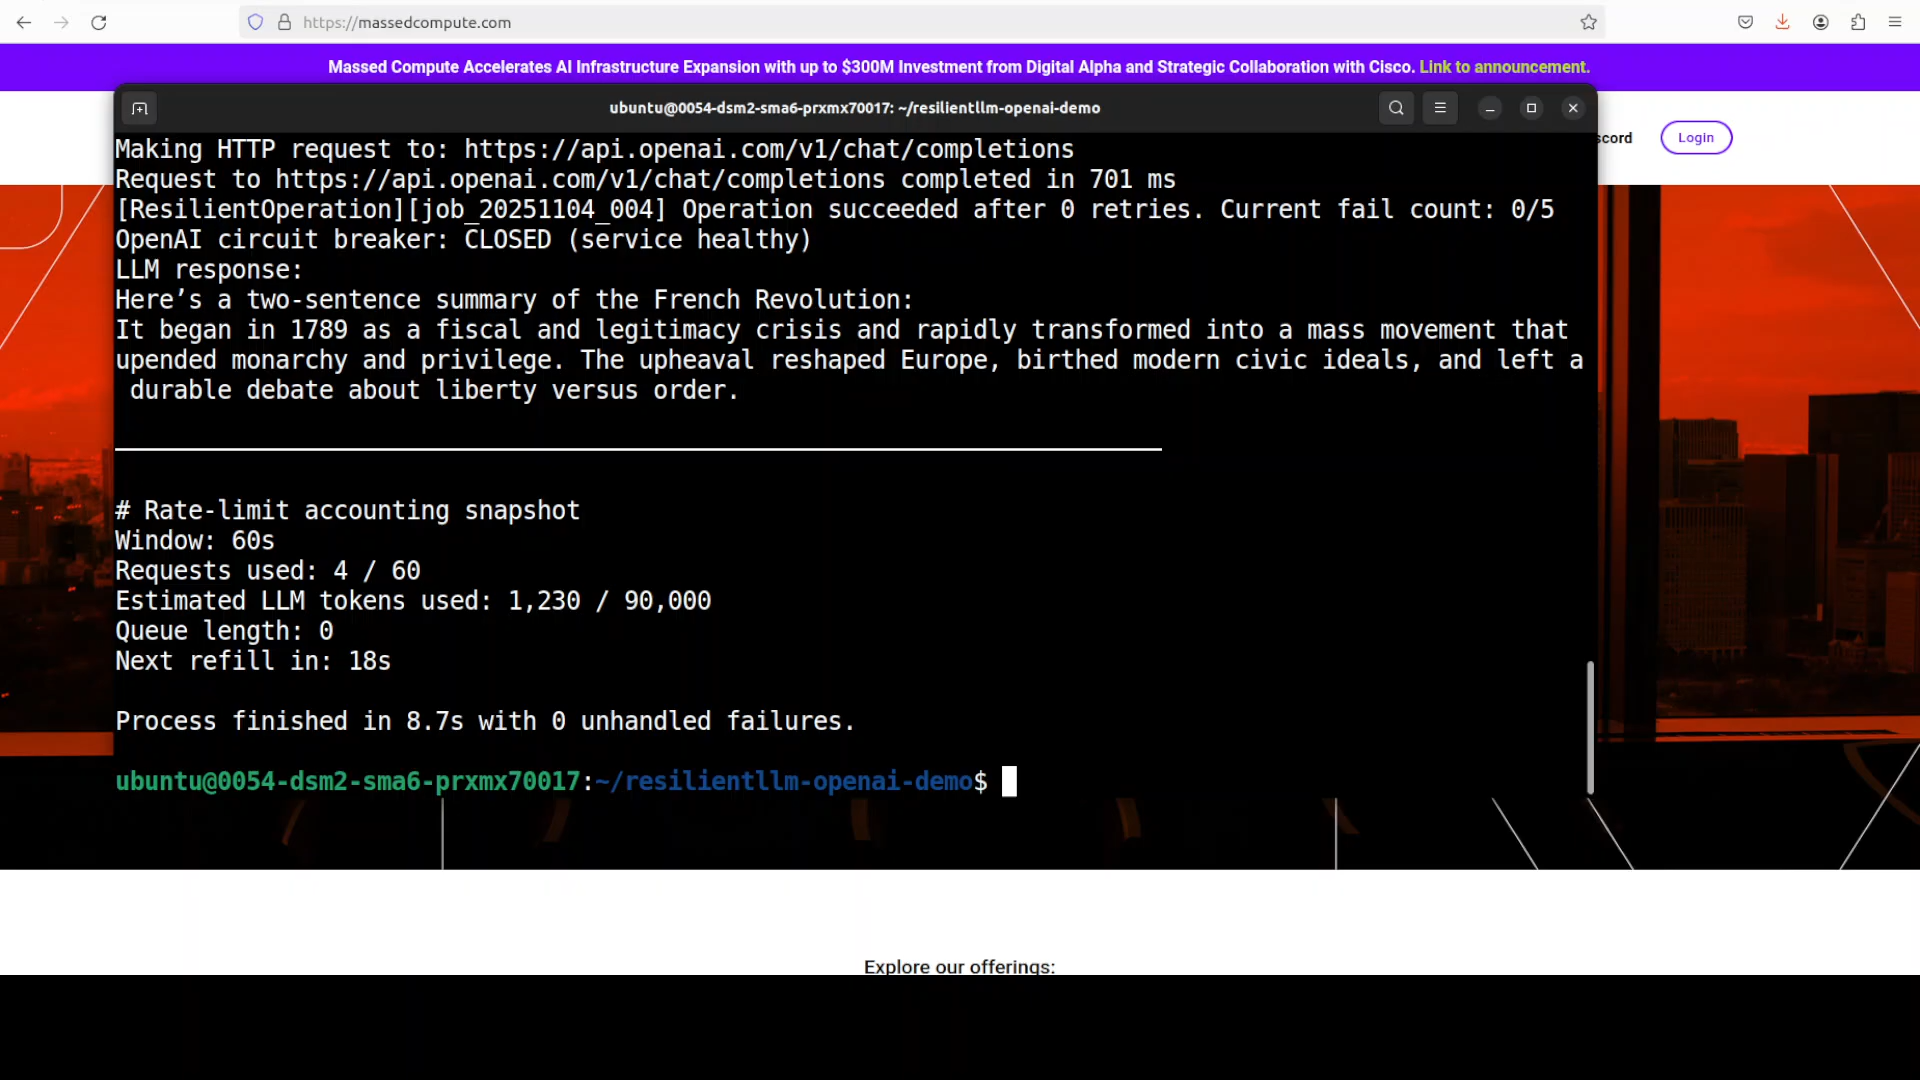 https://massedcompute.com
Massed Compute Accelerates AI Infrastructure Expansion with up to $300M Investment from Digital Alpha and Strategic Collaboration with Cisco. Link to announcement.
ubuntu@0054-dsm2-sma6-prxmx70017: ~/resilientllm-openai-demo
scord
Login
Making HTTP request to: https://api.openai.com/v1/chat/completions
Request to https://api.openai.com/v1/chat/completions completed in 701 ms
[ResilientOperation][job_20251104_004] Operation succeeded after 0 retries. Current fail count: 0/5
OpenAI circuit breaker: CLOSED (service healthy)
LLM response:
Here’s a two-sentence summary of the French Revolution:
It began in 1789 as a fiscal and legitimacy crisis and rapidly transformed into a mass movement that
upended monarchy and privilege. The upheaval reshaped Europe, birthed modern civic ideals, and left a
durable debate about liberty versus order.
# Rate-limit accounting snapshot
Window: 60s
Requests used: 4 / 60
Estimated LLM tokens used: 1,230 / 90,000
Queue length: 0
Next refill in: 18s
Process finished in 8.7s with 0 unhandled failures.
ubuntu@0054-dsm2-sma6-prxmx70017:~/resilientllm-openai-demo$
Explore our offerings: